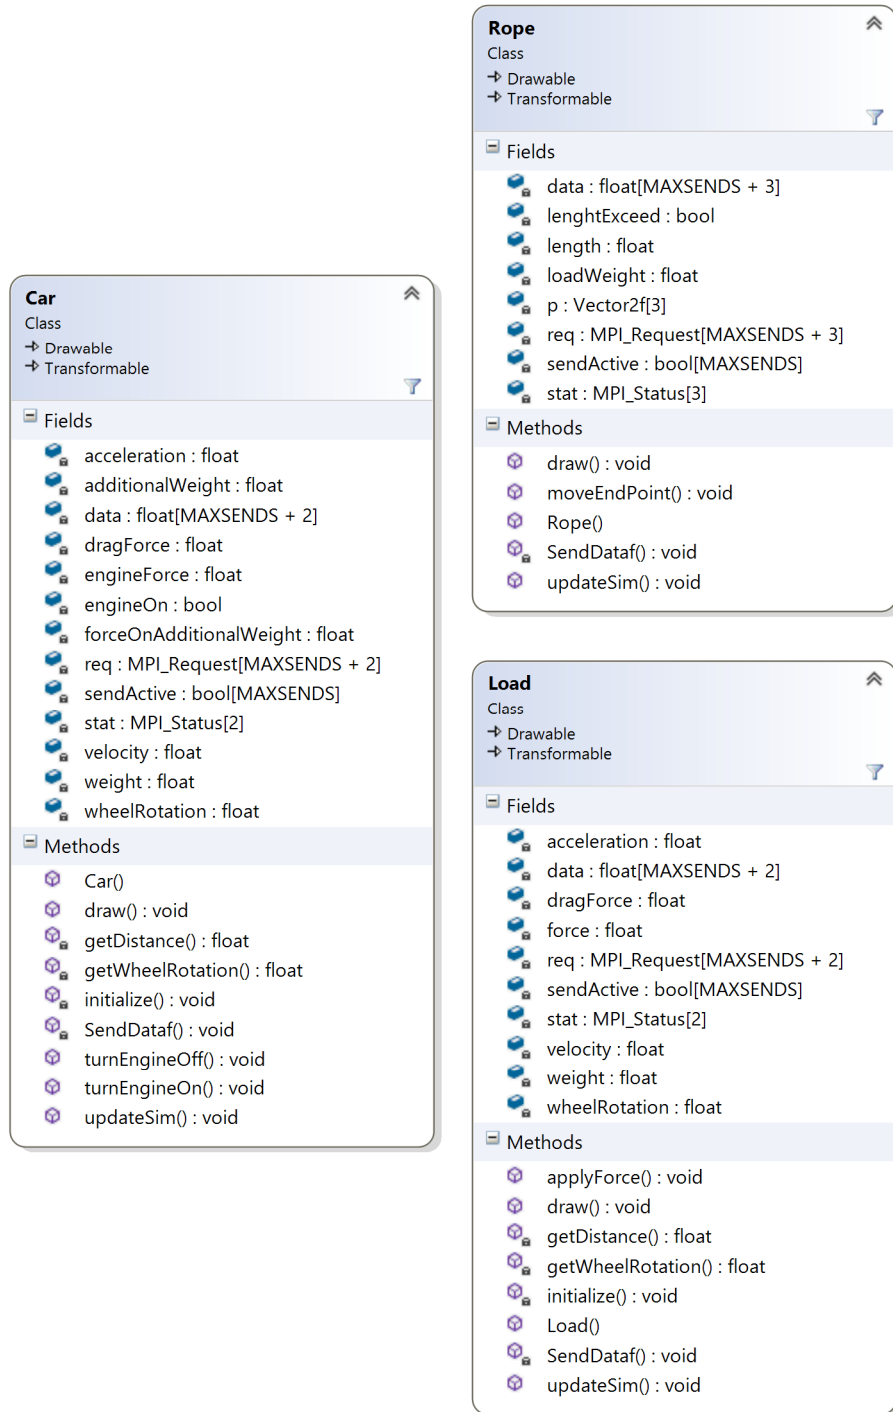 Rope
Class
Drawable
Transformable
Fields
data : float[MAXSENDS + 3]
lenghtExceed : bool
length : float
loadWeight : float
p : Vector2f[3]
req : MPI_Request[MAXSENDS + 3]
sendActive : bool[MAXSENDS]
stat : MPI_Status[3]
Methods
draw() : void
moveEndPoint() : void
Rope()
SendDataf() : void
updateSim() : void
Car
Class
Drawable
Transformable
Fields
acceleration : float
additionalWeight : float
data : float[MAXSENDS + 2]
dragForce : float
engineForce : float
engineOn : bool
forceOnAdditionalWeight : float
req : MPI_Request[MAXSENDS + 2]
sendActive : bool[MAXSENDS]
stat : MPI_Status[2]
velocity : float
weight : float
wheelRotation : float
Methods
Car()
draw() : void
getDistance() : float
getWheelRotation() : float
initialize() : void
SendDataf() : void
turnEngineOff() : void
turnEngineOn() : void
updateSim() : void
Load
Class
Drawable
Transformable
Fields
acceleration : float
data : float[MAXSENDS + 2]
dragForce : float
force : float
req : MPI_Request[MAXSENDS + 2]
sendActive : bool[MAXSENDS]
stat : MPI_Status[2]
velocity : float
weight : float
wheelRotation : float
Methods
applyForce() : void
draw() : void
getDistance() : float
getWheelRotation() : float
initialize() : void
Load()
SendDataf() : void
updateSim() : void